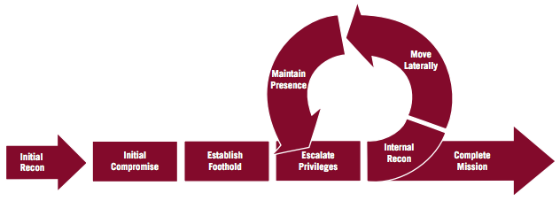 Maintain
Presence
Move
Laterally
Initial
Recon
Initial
Compromise
Establish
Foothold
Escalate
Privileges
Internal
Recon
Complete
Mission